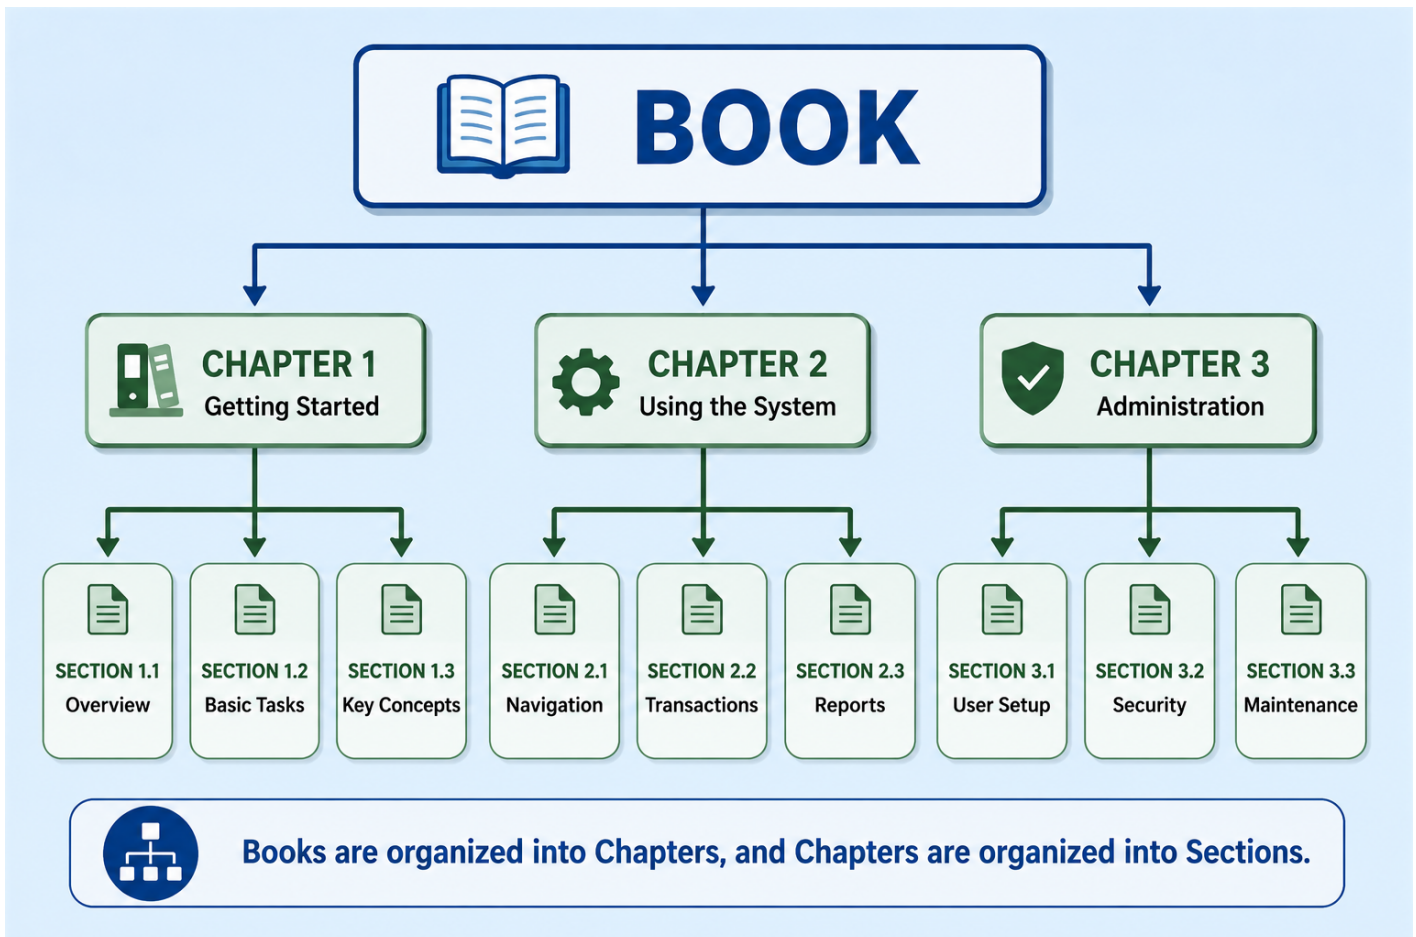 BOOK
CHAPTER 1
Getting Started
CHAPTER 2
Using the System
CHAPTER 3
Administration
SECTION 1.1
Overview
SECTION 1.2
Basic Tasks
SECTION 1.3
Key Concepts
SECTION 2.1
Navigation
SECTION 2.2
Transactions
SECTION 2.3
Reports
SECTION 3.1
User Setup
SECTION 3.2
Security
SECTION 3.3
Maintenance
Books are organized into Chapters, and Chapters are organized into Sections.